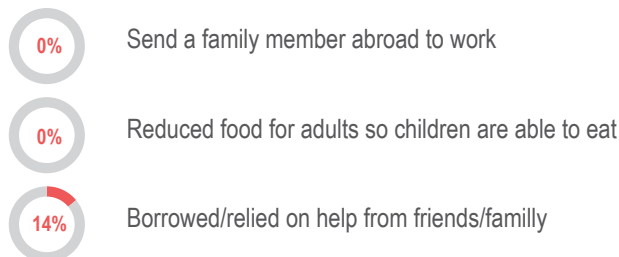 0% Send a family member abroad to work
0% Reduced food for adults so children are able to eat
14% Borrowed/relied on help from friends/familly